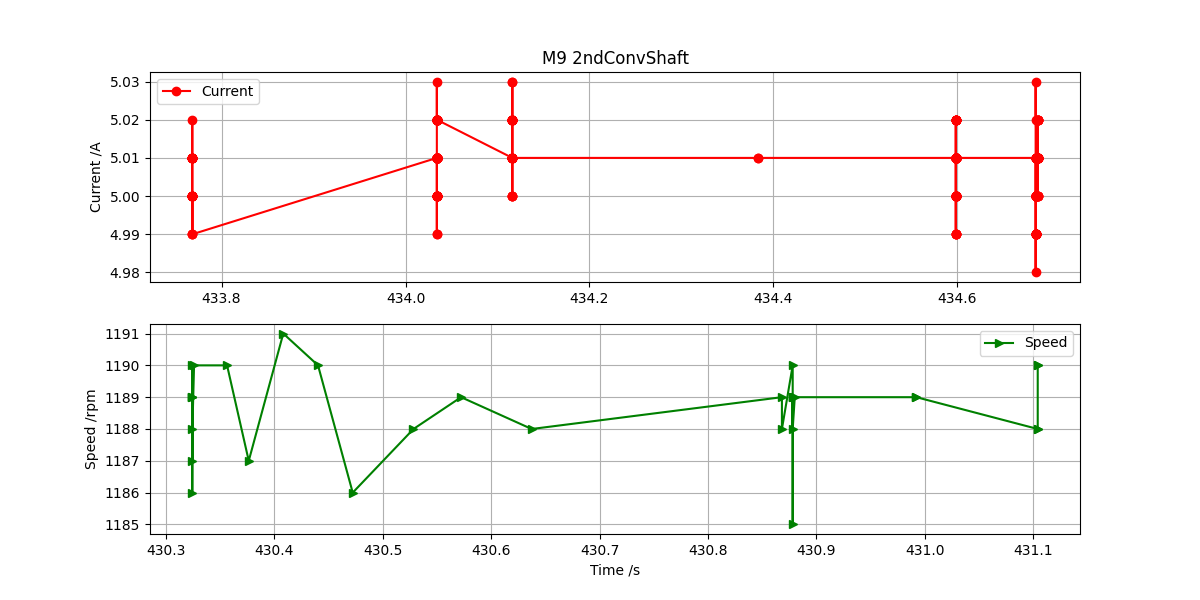 M9 2ndConvShaft
Current
Current /A
5.03
5.02
5.01
5.00
4.99
4.98
433.8 434.0 434.2 434.4 434.6
Speed
Speed /rpm
1191
1190
1189
1188
1187
1186
1185
430.3 430.4 430.5 430.6 430.7 430.8 430.9 431.0 431.1
Time /s